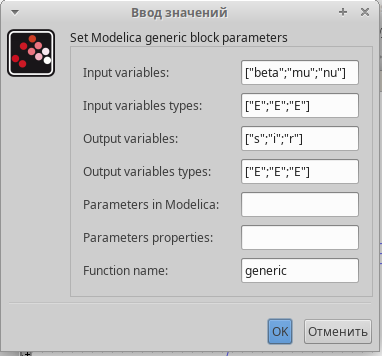 Ввод значений
Set Modelica generic block parameters
Input variables: ["beta";"mu";"nu"]
Input variables types: ["E";"E";"E"]
Output variables: ["s";"i";"r"]
Output variables types: ["E";"E";"E"]
Parameters in Modelica:
Parameters properties:
Function name: generic
OK Отменить